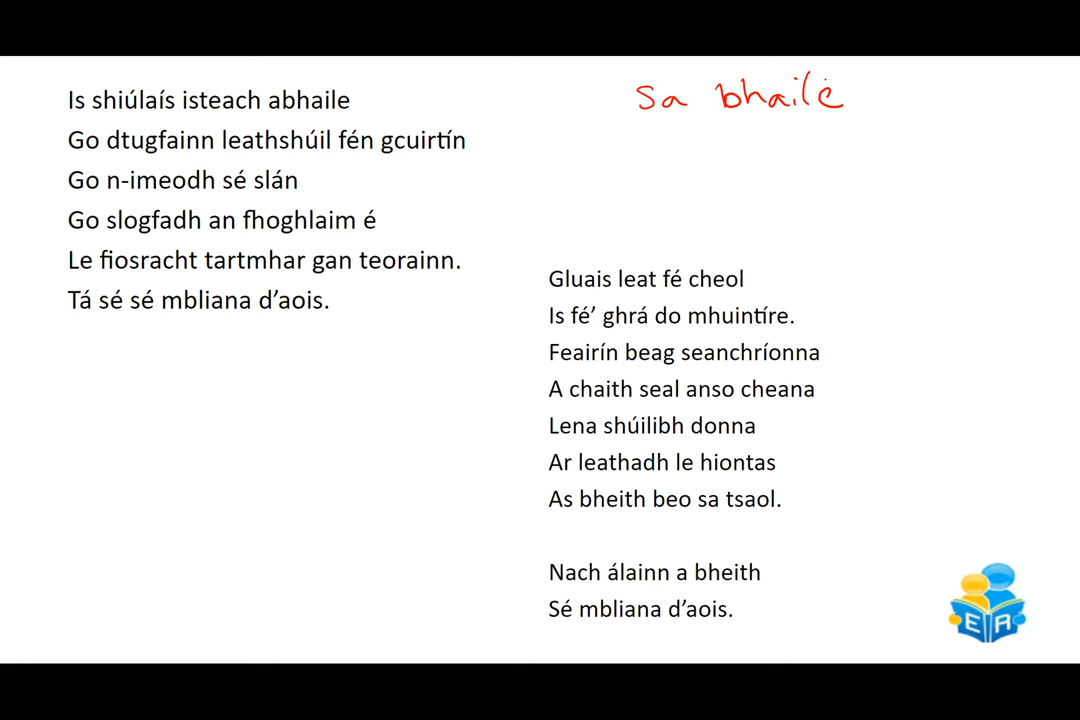 Is shiúlaís isteach abhaile
Go dtugfainn leathshúil fén gcuirtín
Go n-imeodh sé slán
Go slogfadh an fhoghlaim é
Le fiosracht tartmhar gan teorainn.
Tá sé sé mbliana d’aois.
sa bhaile
Gluais leat fé cheol
Is fé’ ghrá do mhuintíre.
Feairín beag seanchríonna
A chaith seal anso cheana
Lena shúilibh donna
Ar leathadh le hiontas
As bheith beo sa tsaol.
Nach álainn a bheith
Sé mbliana d’aois.
E R